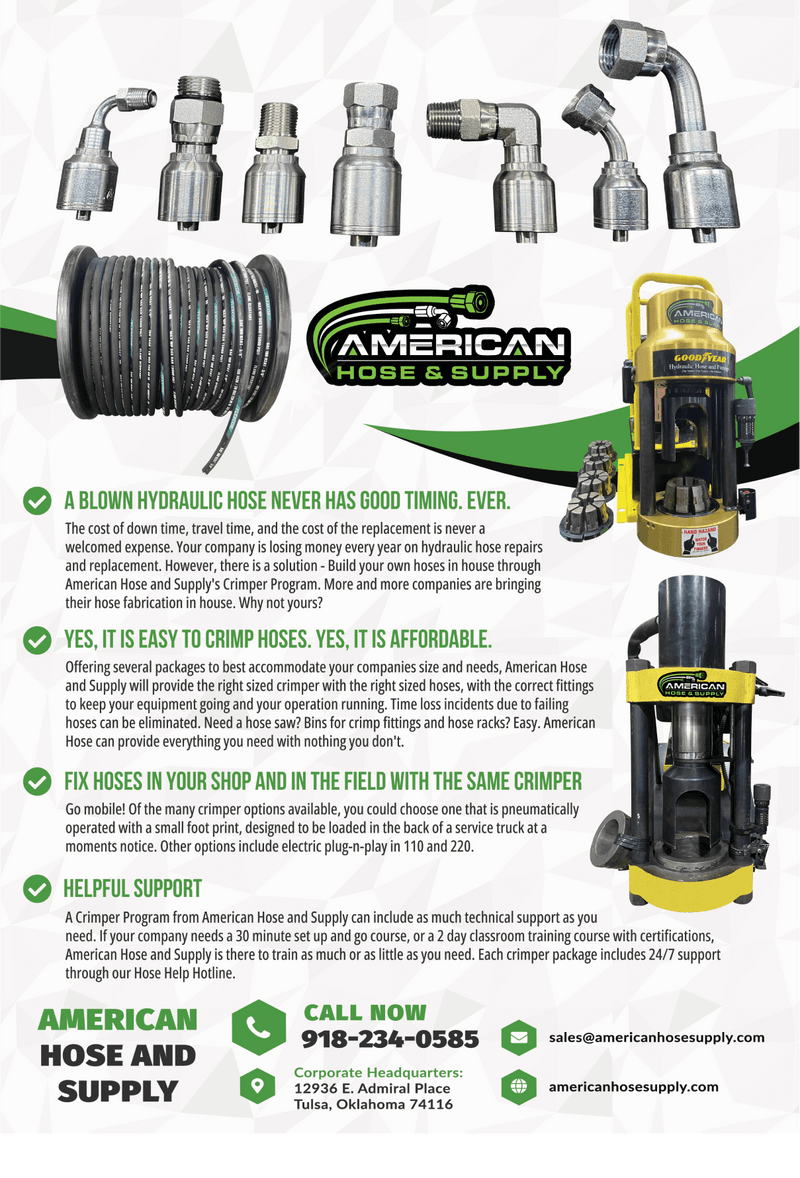 AMERICAN
HOSE & SUPPLY
AMERICAN
HOSE & SUPPLY
GOOD YEAR
Hydraulic Hose and Fittings
HAND HAZARD
WATCH
YOUR
FINGERS
A BLOWN HYDRAULIC HOSE NEVER HAS GOOD TIMING. EVER.
The cost of down time, travel time, and the cost of the replacement is never a
welcomed expense. Your company is losing money every year on hydraulic hose repairs
and replacement. However, there is a solution - Build your own hoses in house through
American Hose and Supply's Crimper Program. More and more companies are bringing
their hose fabrication in house. Why not yours?
YES, IT IS EASY TO CRIMP HOSES. YES, IT IS AFFORDABLE.
Offering several packages to best accommodate your companies size and needs, American Hose
and Supply will provide the right sized crimper with the right sized hoses, with the correct fittings
to keep your equipment going and your operation running. Time loss incidents due to failing
hoses can be eliminated. Need a hose saw? Bins for crimp fittings and hose racks? Easy. American
Hose can provide everything you need with nothing you don't.
AMERICAN
HOSE & SUPPLY
FIX HOSES IN YOUR SHOP AND IN THE FIELD WITH THE SAME CRIMPER
Go mobile! Of the many crimper options available, you could choose one that is pneumatically
operated with a small foot print, designed to be loaded in the back of a service truck at a
moments notice. Other options include electric plug-n-play in 110 and 220.
HELPFUL SUPPORT
A Crimper Program from American Hose and Supply can include as much technical support as you
need. If your company needs a 30 minute set up and go course, or a 2 day classroom training course with certifications,
American Hose and Supply is there to train as much or as little as you need. Each crimper package includes 24/7 support
through our Hose Help Hotline.
AMERICAN
HOSE AND
SUPPLY
CALL NOW
918-234-0585
Corporate Headquarters:
12936 E. Admiral Place
Tulsa, Oklahoma 74116
sales@americanhosesupply.com
americanhosesupply.com